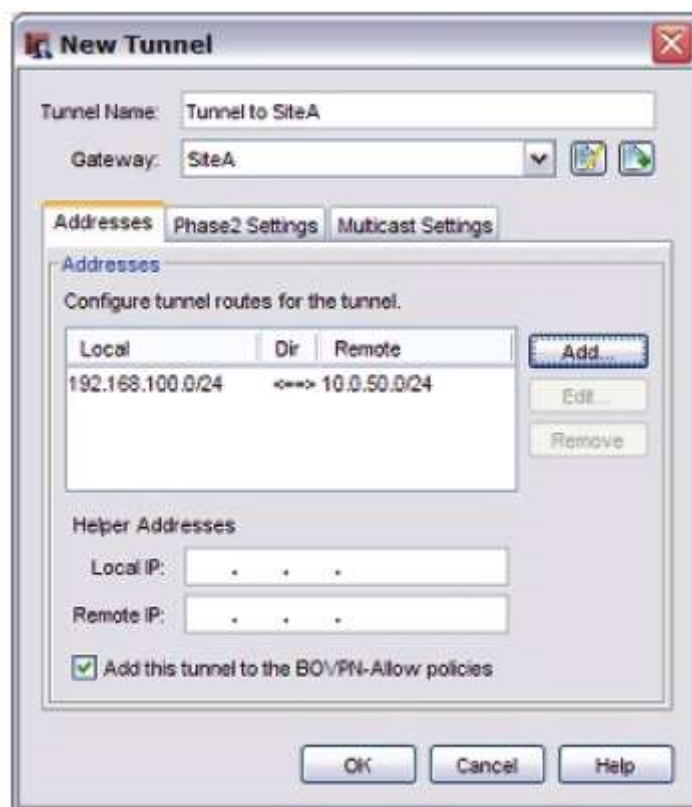 New Tunnel
Tunnel Name: Tunnel to SiteA
Gateway: SiteA
Addresses Phase2 Settings Multicast Settings
Addresses
Configure tunnel routes for the tunnel.
Local Dir Remote
192.168.100.0/24 <==> 10.0.50.0/24
Add...
Edit...
Remove
Helper Addresses
Local IP: . . .
Remote IP: . . .
Add this tunnel to the BOVPN-Allow policies
OK Cancel Help